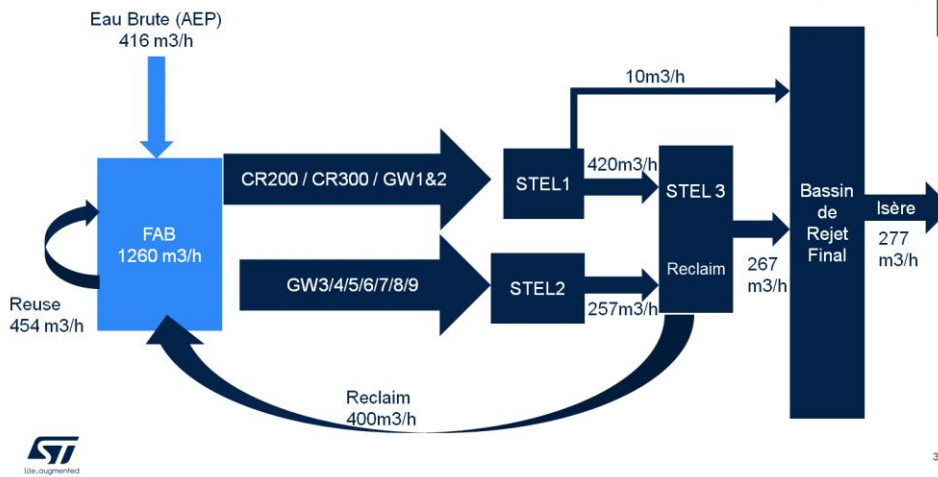 Eau Brute (AEP)
416 m3/h
10m3/h
CR200 / CR300 / GW1&2
STEL1
420m3/h
STEL 3
Bassin
de
Rejet
Final
Isère
277
m3/h
FAB
1260 m3/h
Reclaim
267
m3/h
GW3/4/5/6/7/8/9
STEL2
257m3/h
Reuse
454 m3/h
Reclaim
400m3/h
ST
life.augmented
3